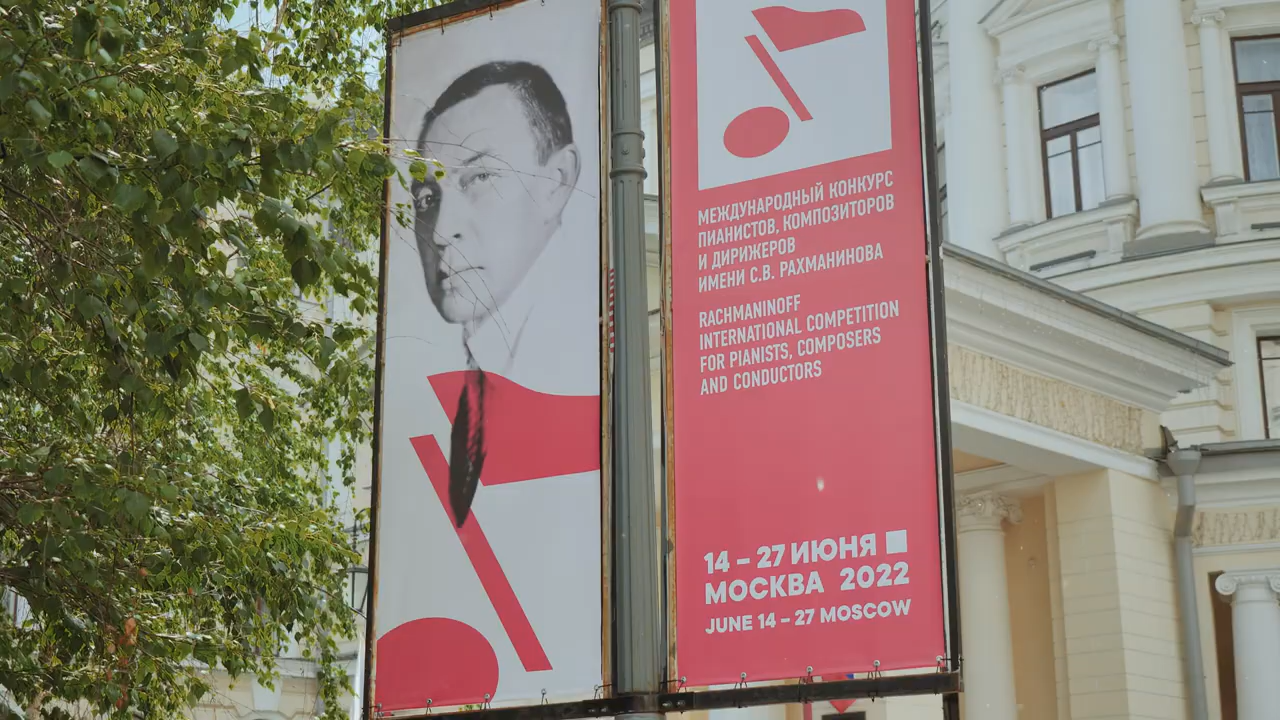 МЕЖДУНАРОДНЫЙ КОНКУРС
ПИАНИСТОВ, КОМПОЗИТОРОВ
И ДИРИЖЕРОВ
ИМЕНИ С.В. РАХМАНИНОВА
RACHMANINOFF
INTERNATIONAL COMPETITION
FOR PIANISTS, COMPOSERS
AND CONDUCTORS
14 – 27 ИЮНЯ
МОСКВА 2022
JUNE 14 – 27 MOSCOW